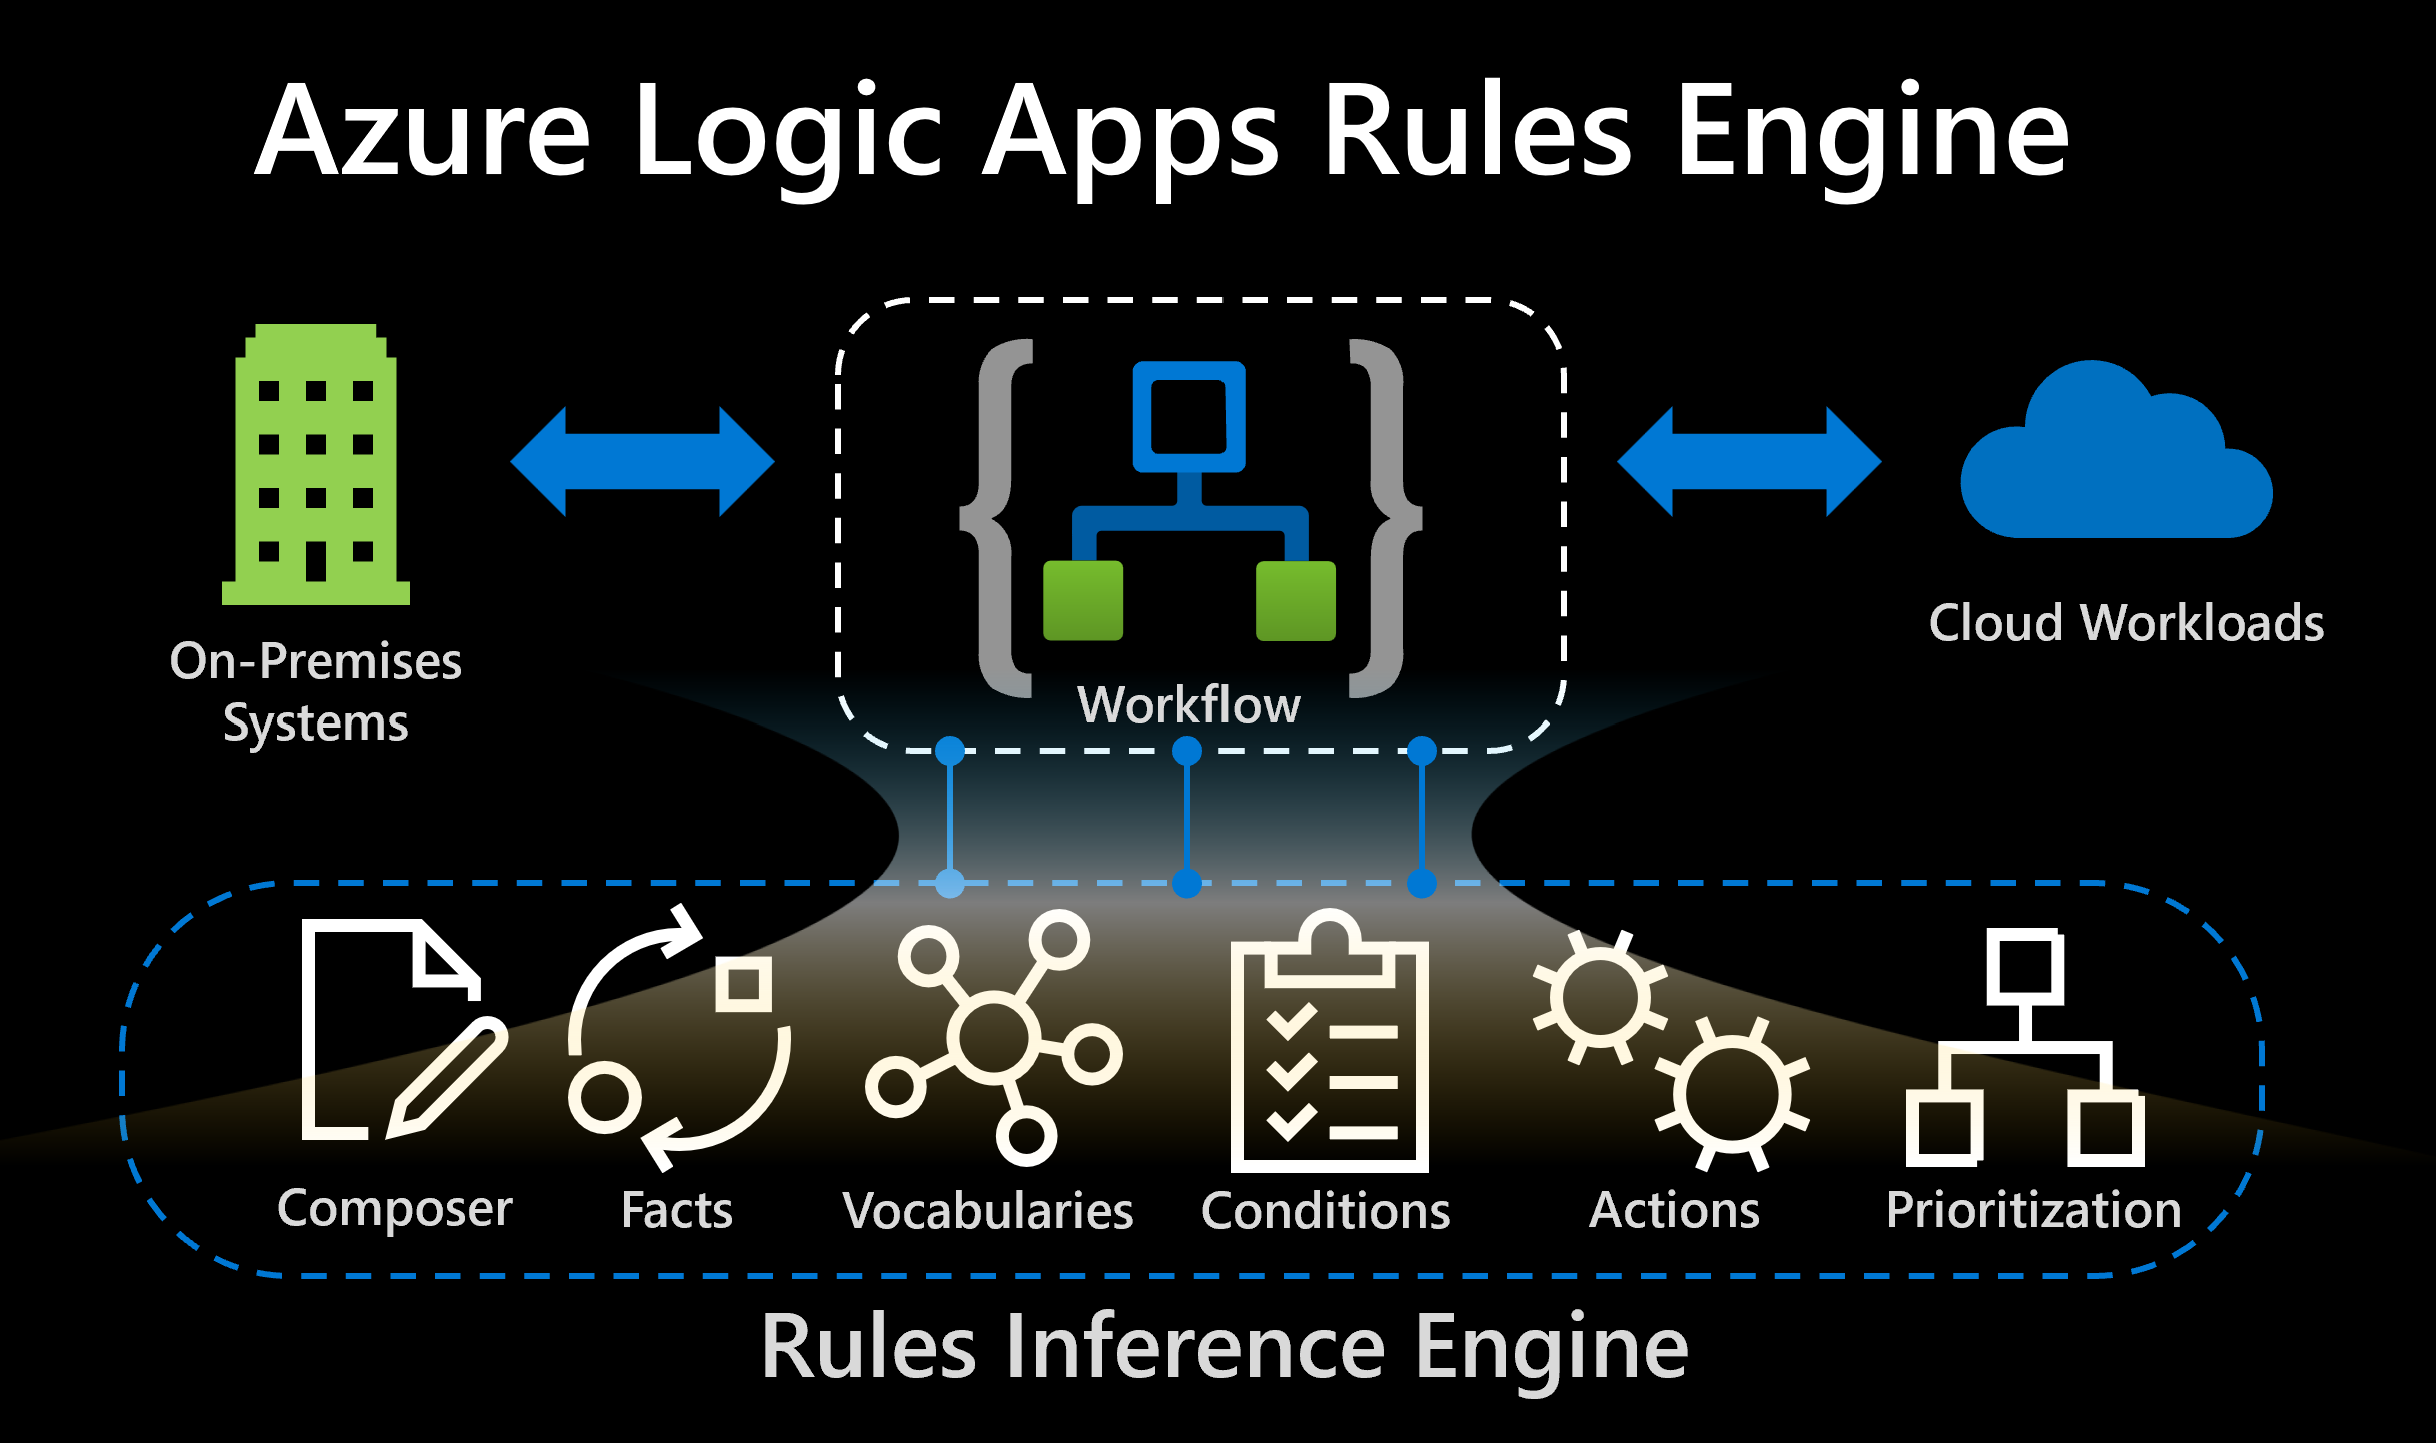 Azure Logic Apps Rules Engine
On-Premises
Systems
Workflow
Cloud Workloads
Composer
Facts
Vocabularies
Conditions
Actions
Prioritization
Rules Inference Engine